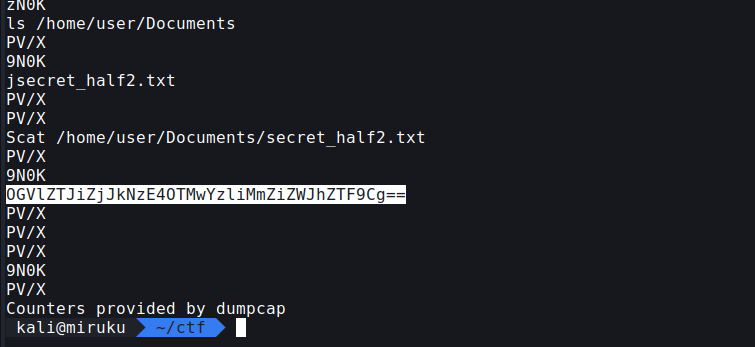 zN0K
ls /home/user/Documents
PV/X
9N0K
jsecret_half2.txt
PV/X
PV/X
Scat /home/user/Documents/secret_half2.txt
PV/X
9N0K
OGVlZTJiZjJkNzE4OTMwYzliMmZiZWJhZTF9Cg==
PV/X
PV/X
PV/X
9N0K
PV/X
Counters provided by dumpcap
kali@miruku ~/ctf